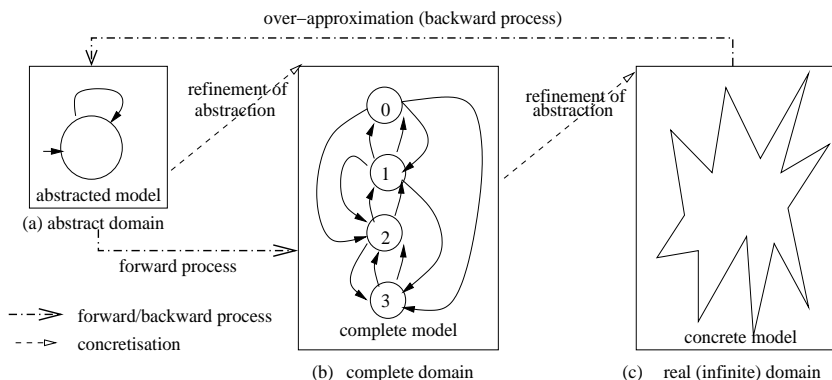 over−approximation (backward process)
refinement of
abstraction
refinement of
abstraction
0
1
2
3
abstracted model
(a) abstract domain
forward process
forward/backward process
concretisation
complete model
(b) complete domain
concrete model
(c) real (infinite) domain